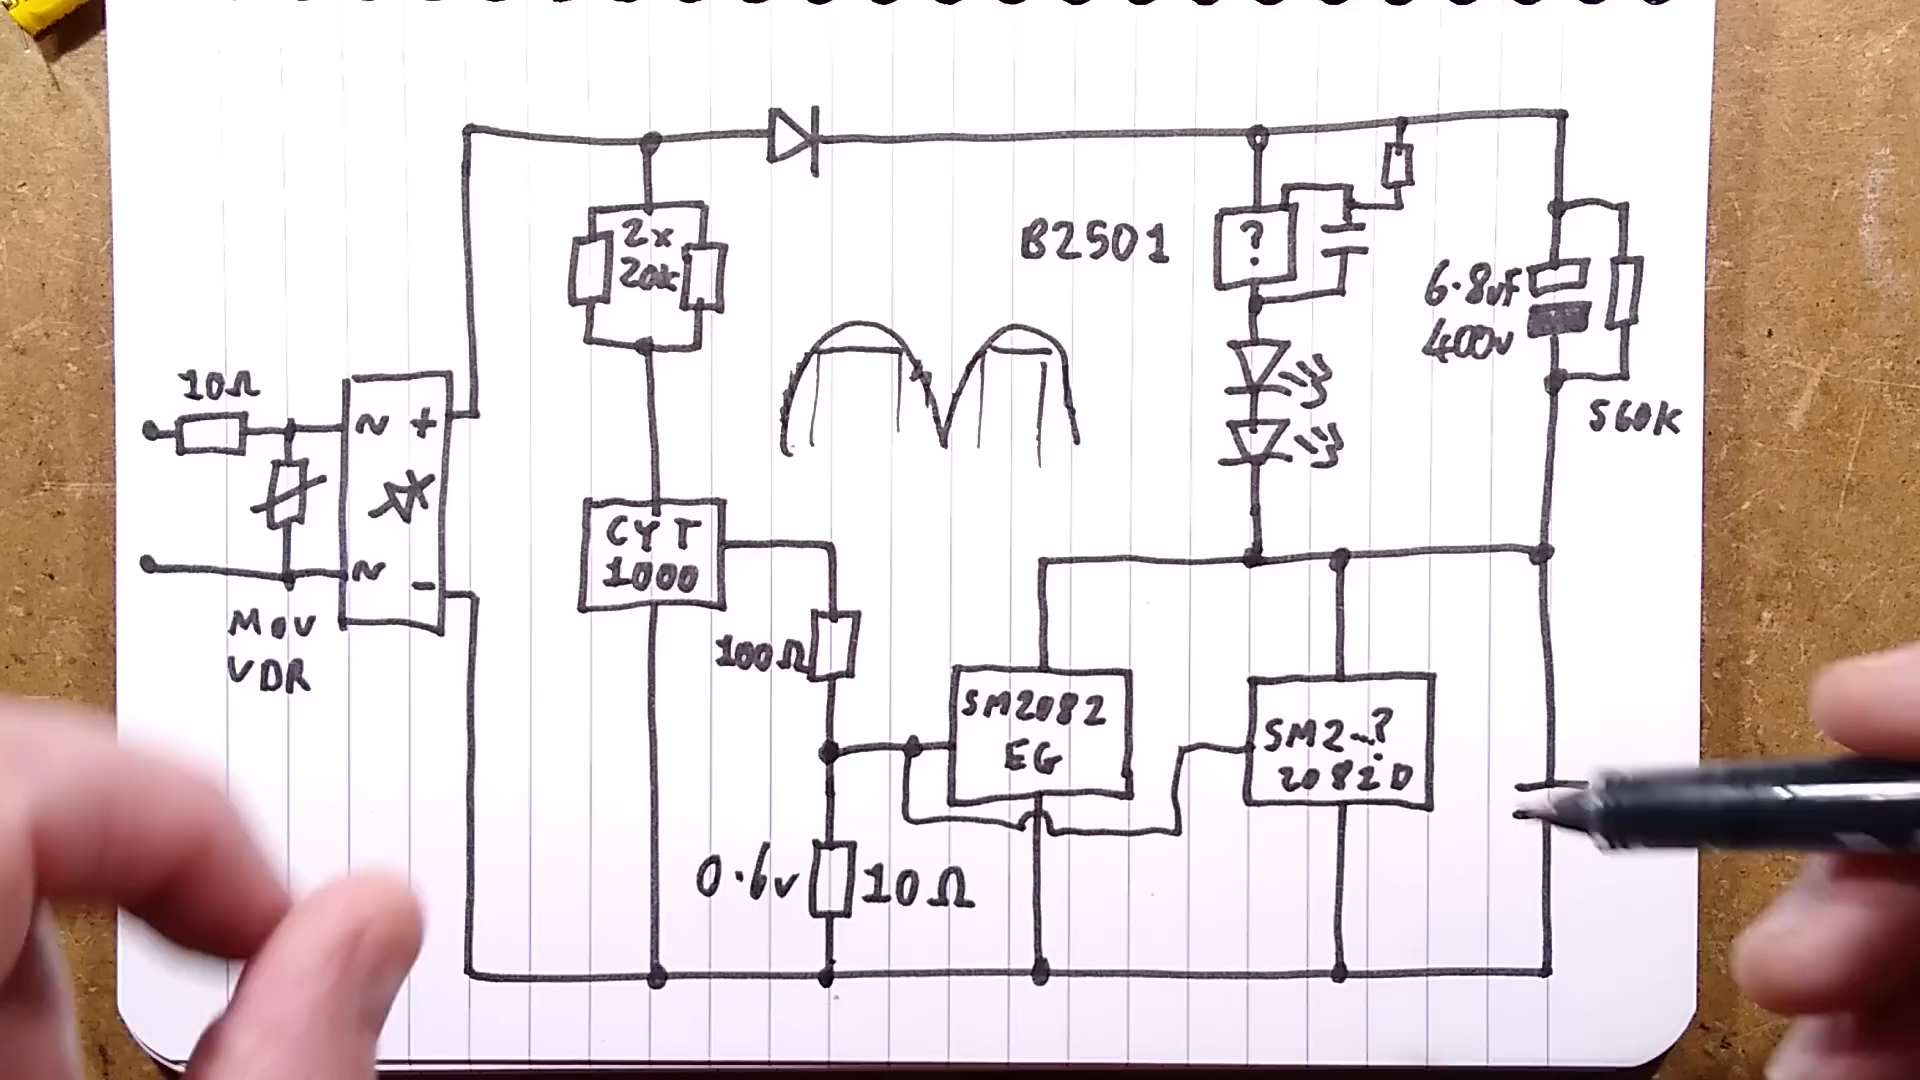 10Ω
~ +
~ -
MOV
VDR
2x
20k
CYT
1000
100Ω
0.6v
10Ω
B2501
?
6.8uF
400v
560K
SM2082
EG
SM2...?
2082D